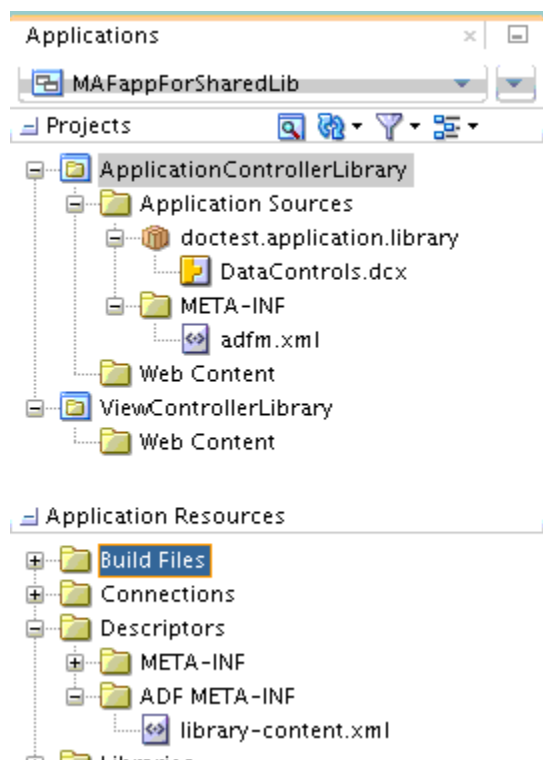 Applications
MAFappForSharedLib
Projects
ApplicationControllerLibrary
Application Sources
doctest.application.library
DataControls.dcx
META-INF
adfm.xml
Web Content
ViewControllerLibrary
Web Content
Application Resources
Build Files
Connections
Descriptors
META-INF
ADF META-INF
library-content.xml